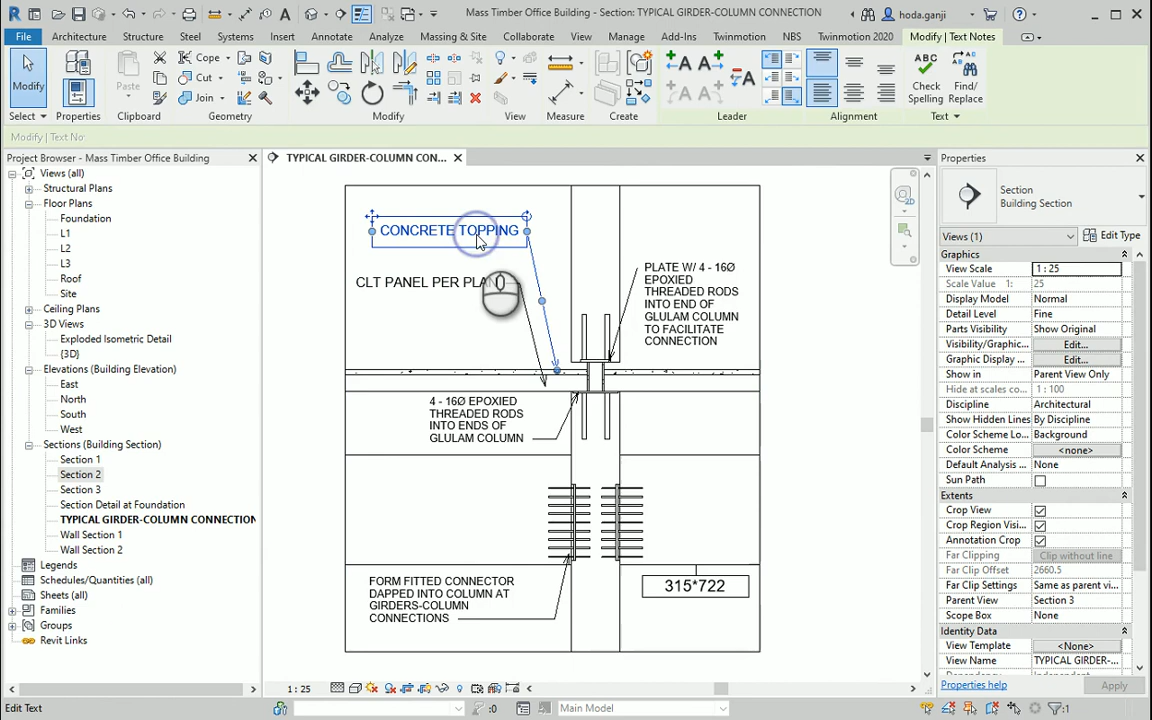 Mass Timber Office Building - Section: TYPICAL GIRDER-COLUMN CONNECTION
hoda.ganji
File Architecture Structure Steel Systems Insert Annotate Analyze Massing & Site Collaborate View Manage Add-Ins Twinmotion NBS Twinmotion 2020 Modify | Text Notes
Modify
Paste
Cope
Cut
Join
ABC
Check
Spelling
Find/
Replace
Select Properties Clipboard Geometry Modify View Measure Create Leader Alignment Text
Modify | Text No
Project Browser - Mass Timber Office Building
Views (all)
Structural Plans
Floor Plans
Foundation
L1
L2
L3
Roof
Site
Ceiling Plans
3D Views
Exploded Isometric Detail
{3D}
Elevations (Building Elevation)
East
North
South
West
Sections (Building Section)
Section 1
Section 2
Section 3
Section Detail at Foundation
TYPICAL GIRDER-COLUMN CONNECTION
Wall Section 1
Wall Section 2
Legends
Schedules/Quantities (all)
Sheets (all)
Families
Groups
Revit Links
TYPICAL GIRDER-COLUMN CON...
CONCRETE TOPPING
CLT PANEL PER PLAN
PLATE W/ 4 - 16Ø
EPOXIED
THREADED RODS
INTO END OF
GLULAM COLUMN
TO FACILITATE
CONNECTION
4 - 16Ø EPOXIED
THREADED RODS
INTO ENDS OF
GLULAM COLUMN
FORM FITTED CONNECTOR
DAPPED INTO COLUMN AT
GIRDERS-COLUMN
CONNECTIONS
315*722
2D
Properties
Section
Building Section
Views (1) Edit Type
Graphics
View Scale 1 : 25
Scale Value 1: 25
Display Model Normal
Detail Level Fine
Parts Visibility Show Original
Visibility/Graphic... Edit...
Graphic Display ... Edit...
Show in Parent View Only
Hide at scales co... 1 : 100
Discipline Architectural
Show Hidden Lines By Discipline
Color Scheme Lo... Background
Color Scheme <none>
Default Analysis ... None
Sun Path
Extents
Crop View
Crop Region Visi...
Annotation Crop
Far Clipping Clip without line
Far Clip Offset 2660.5
Far Clip Settings Same as parent vi...
Parent View Section 3
Scope Box None
Identity Data
View Template <None>
View Name TYPICAL GIRDER-...
Properties help Apply
1 : 25
Edit Text
:0
Main Model
:1